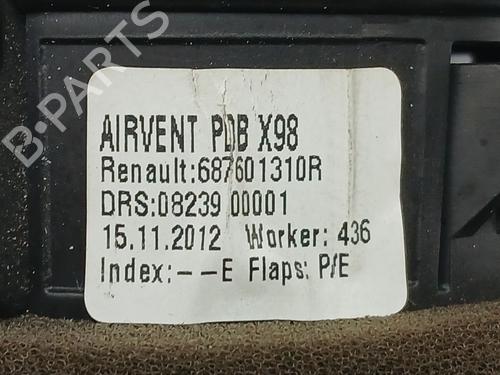 B-PARTS
AIRVENT PDB X98
Renault:687601310R
DRS:08239 00001
15.11.2012 Worker: 436
Index:--E Flaps: P/E